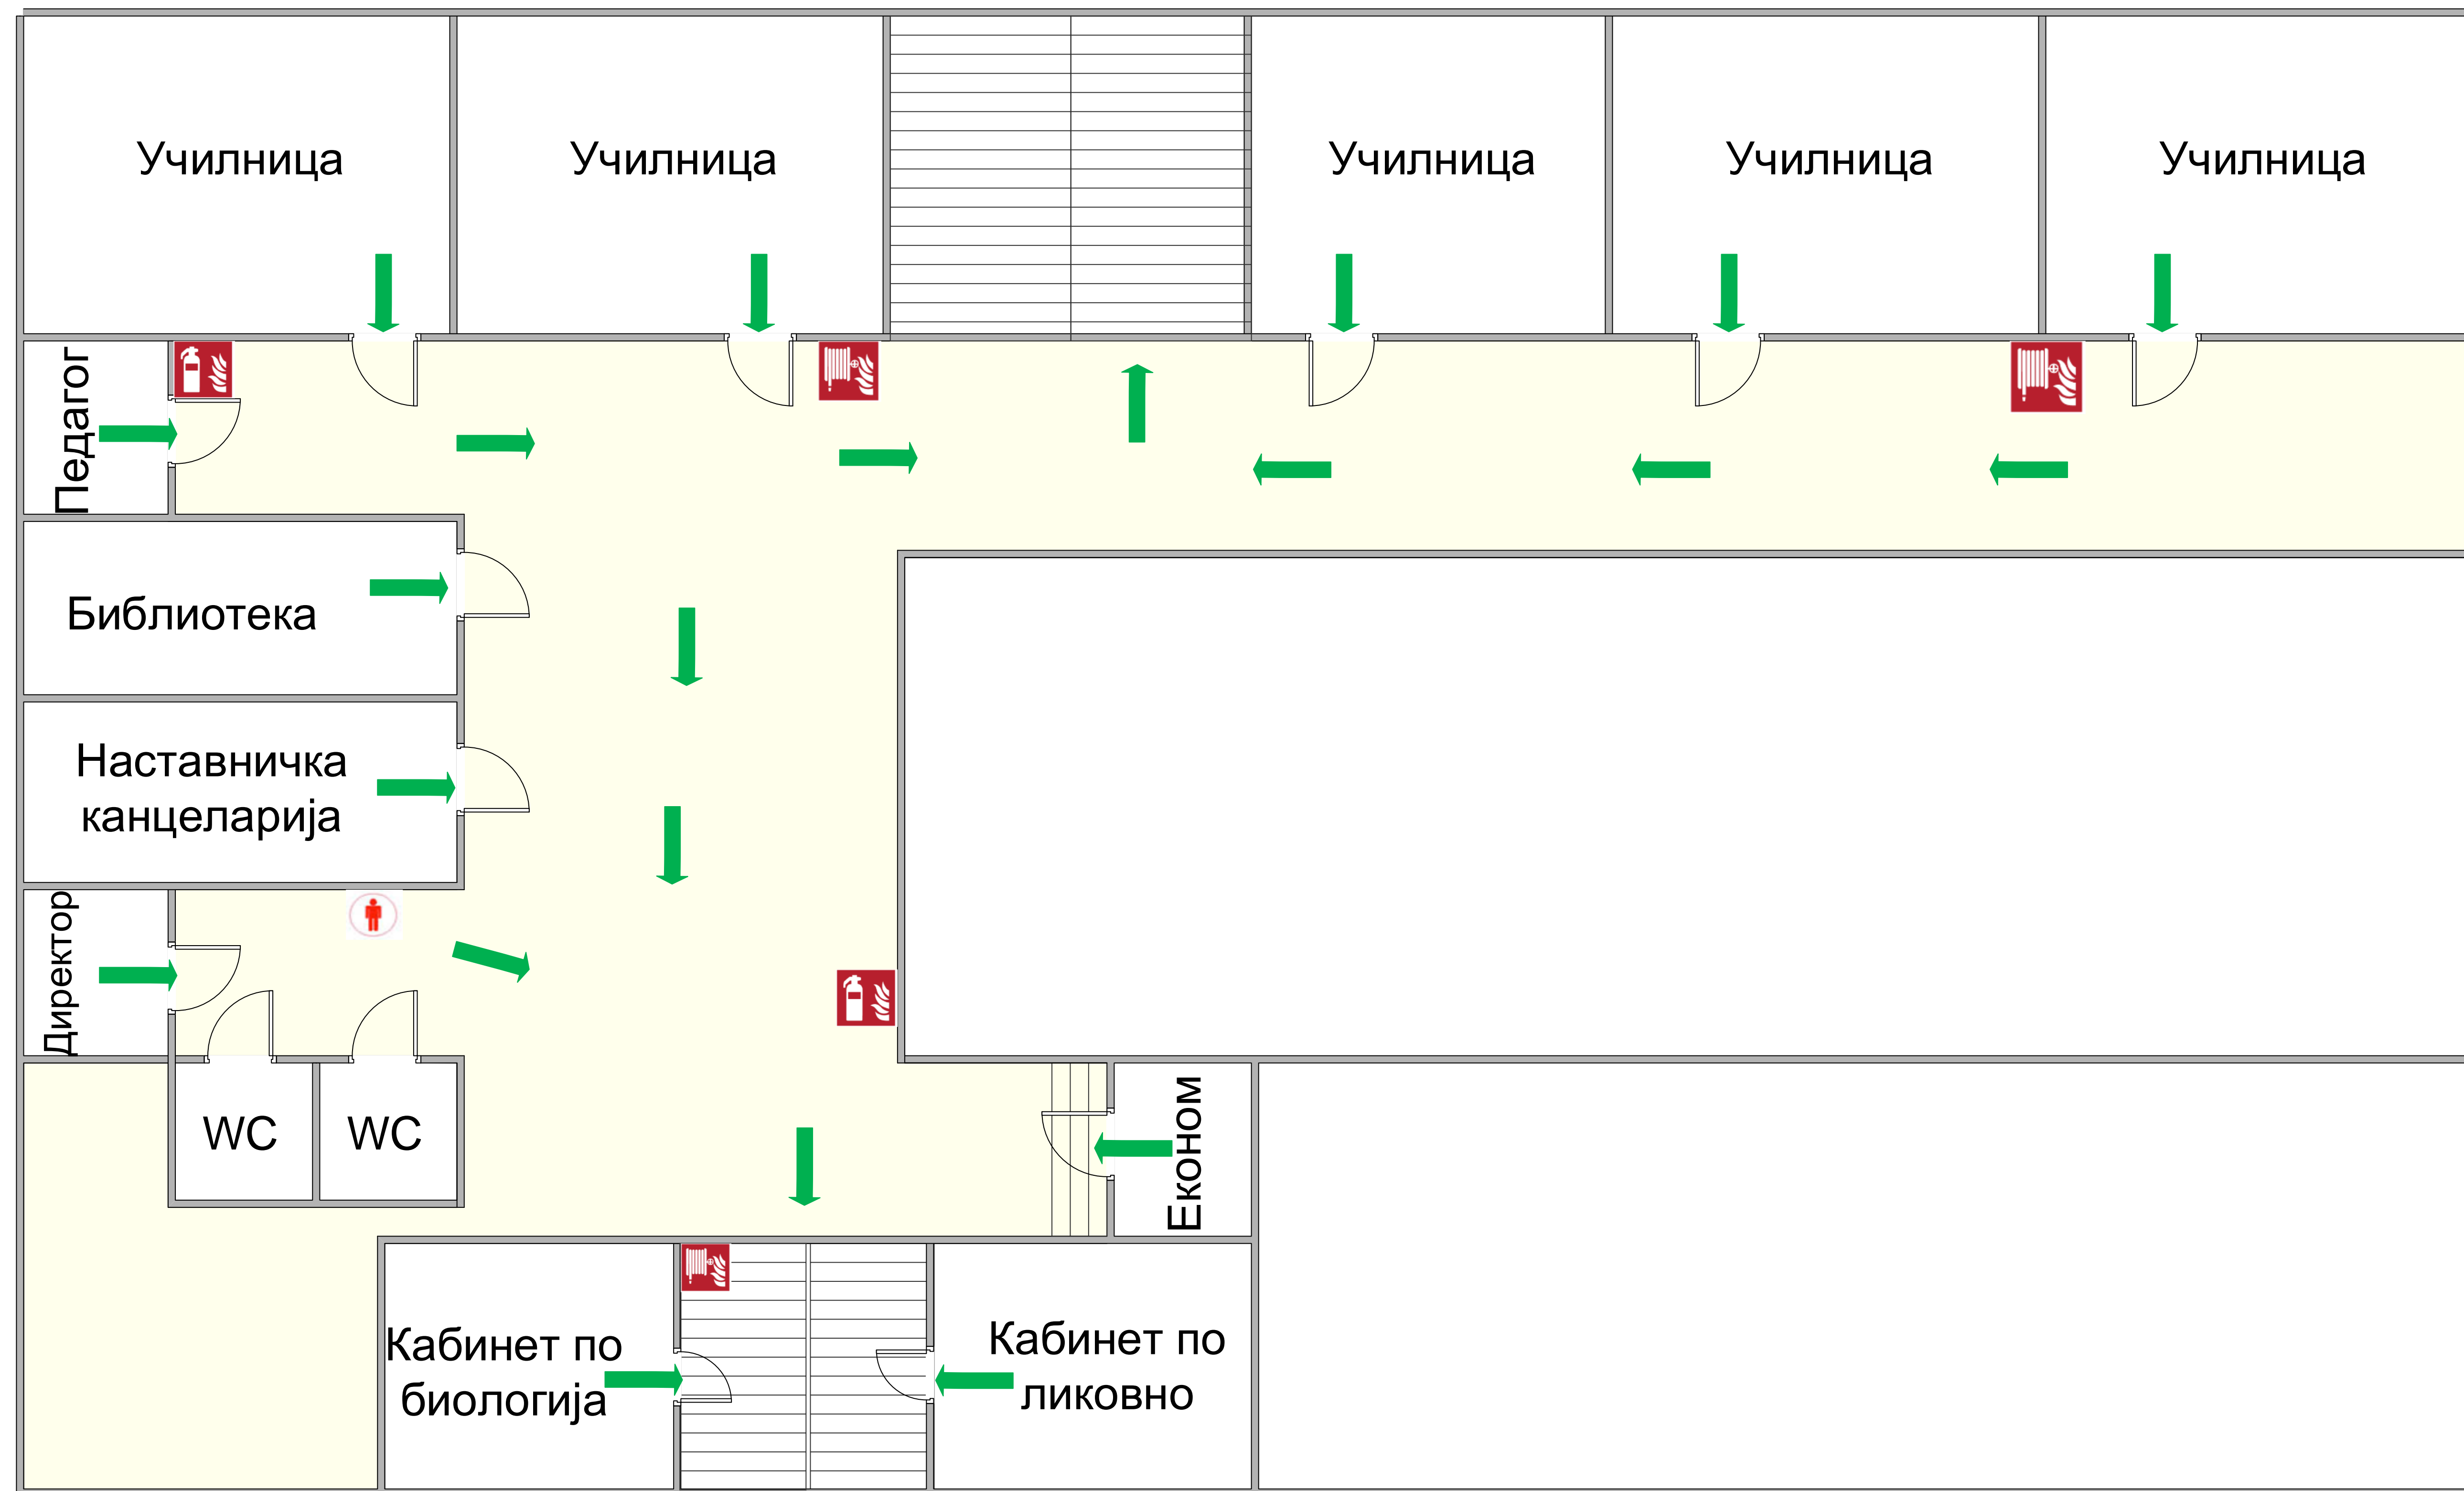 Училница
Училница
Училница
Училница
Училница
Педагог
Библиотека
Наставничка
канцеларија
Директор
WC
WC
Економ
Кабинет по
биологија
Кабинет по
ликовно